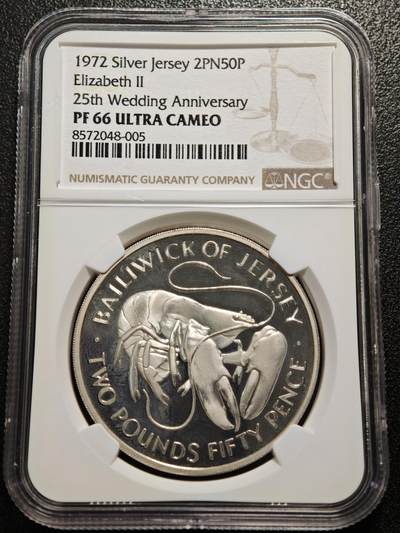 1972 Silver Jersey 2PN50P
Elizabeth II
25th Wedding Anniversary
PF 66 ULTRA CAMEO
8572048-005
NUMISMATIC GUARANTY COMPANY NGC®
BAILIWICK OF JERSEY
· TWO POUNDS FIFTY PENCE ·